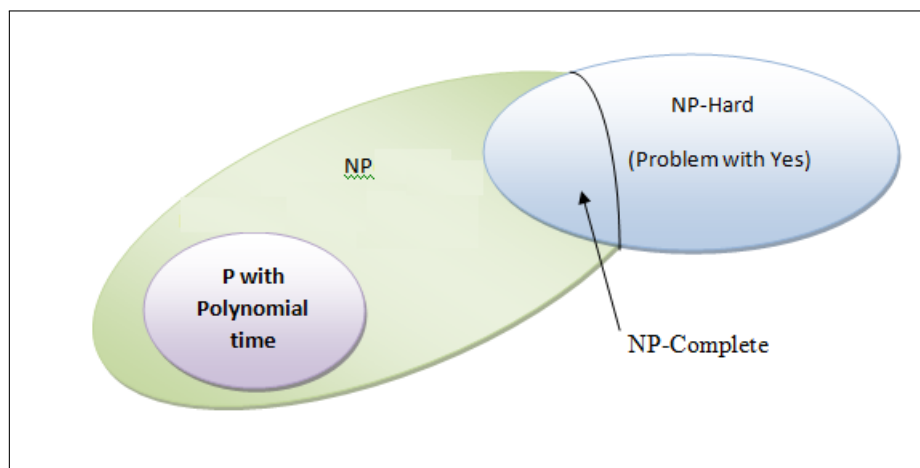 NP-Hard
(Problem with Yes)
NP
P with
Polynomial
time
NP-Complete